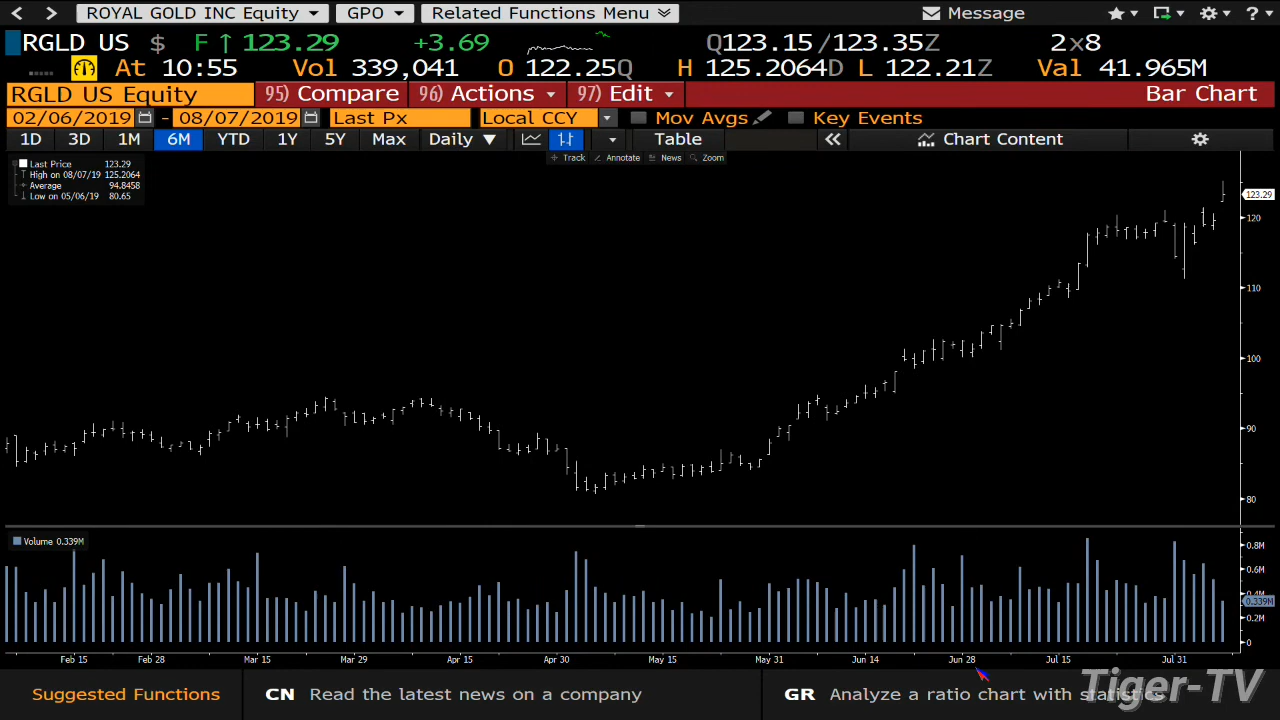 ROYAL GOLD INC Equity GPO Related Functions Menu Message ?
RGLD US $ F ↑ 123.29 +3.69 Q123.15/123.35Z 2x8
At 10:55 Vol 339,041 O 122.25Q H 125.2064D L 122.21Z Val 41.965M
RGLD US Equity 95) Compare 96) Actions 97) Edit Bar Chart
02/06/2019 - 08/07/2019 Last Px Local CCY Mov Avgs Key Events
1D 3D 1M 6M YTD 1Y 5Y Max Daily ▼ Table Chart Content
Track Annotate News Zoom
Last Price 123.29
High on 08/07/19 125.2064
Average 94.8458
Low on 05/06/19 80.65
123.29
120
110
100
90
80
Volume 0.339M
0.8M
0.6M
0.4M
0.339M
0.2M
0
Feb 15 Feb 28 Mar 15 Mar 29 Apr 15 Apr 30 May 15 May 31 Jun 14 Jun 28 Jul 15 Jul 31
Suggested Functions CN Read the latest news on a company GR Analyze a ratio chart with statistics
Tiger-TV